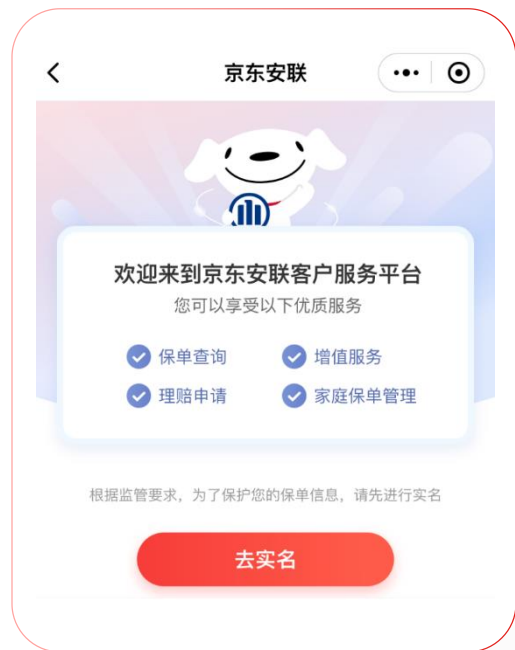 京东安联
欢迎来到京东安联客户服务平台
您可以享受以下优质服务
保单查询
增值服务
理赔申请
家庭保单管理
根据监管要求，为了保护您的保单信息，请先进行实名
去实名